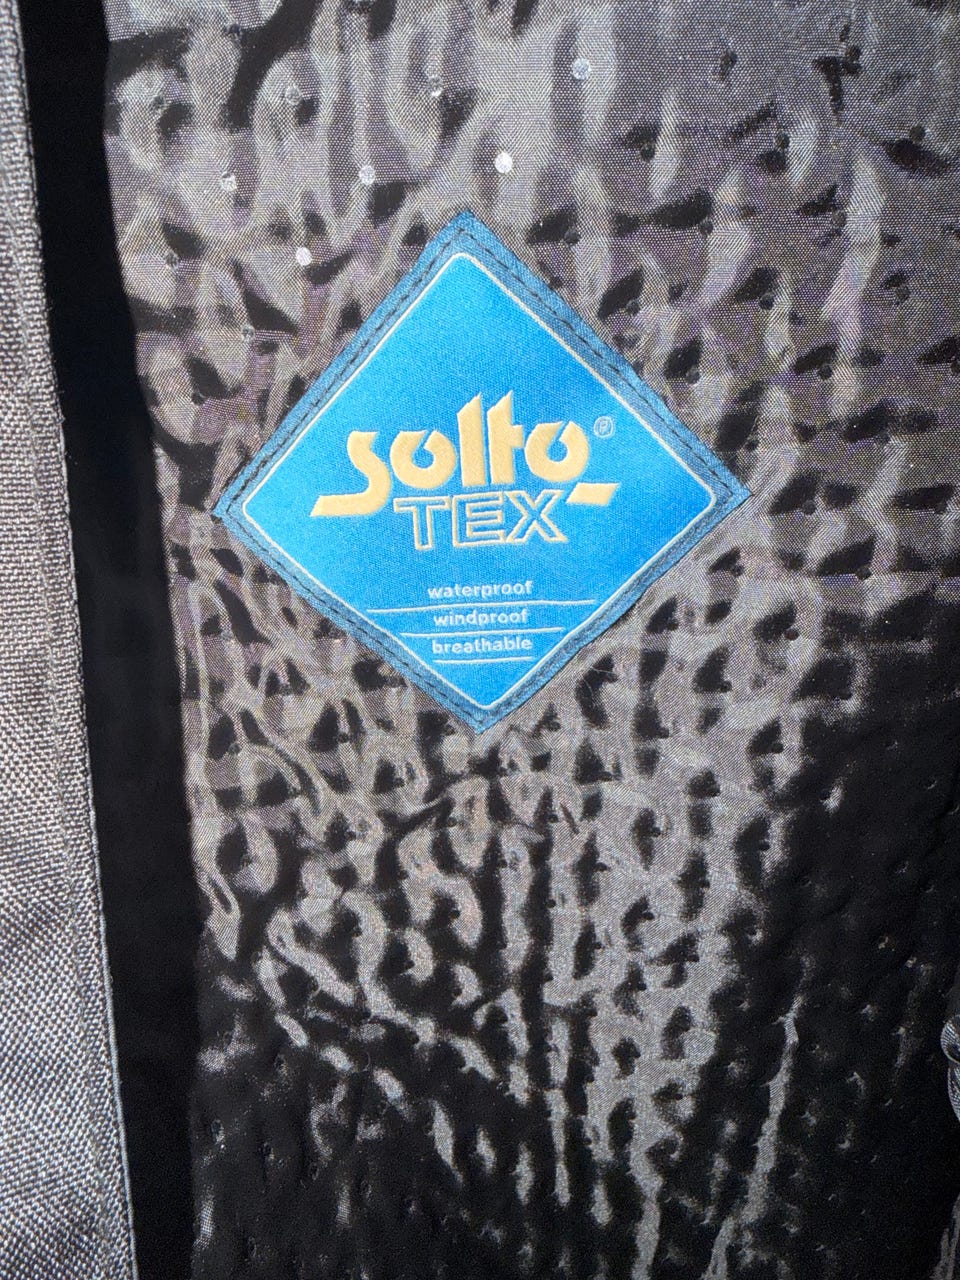 solto®
TEX
waterproof
windproof
breathable